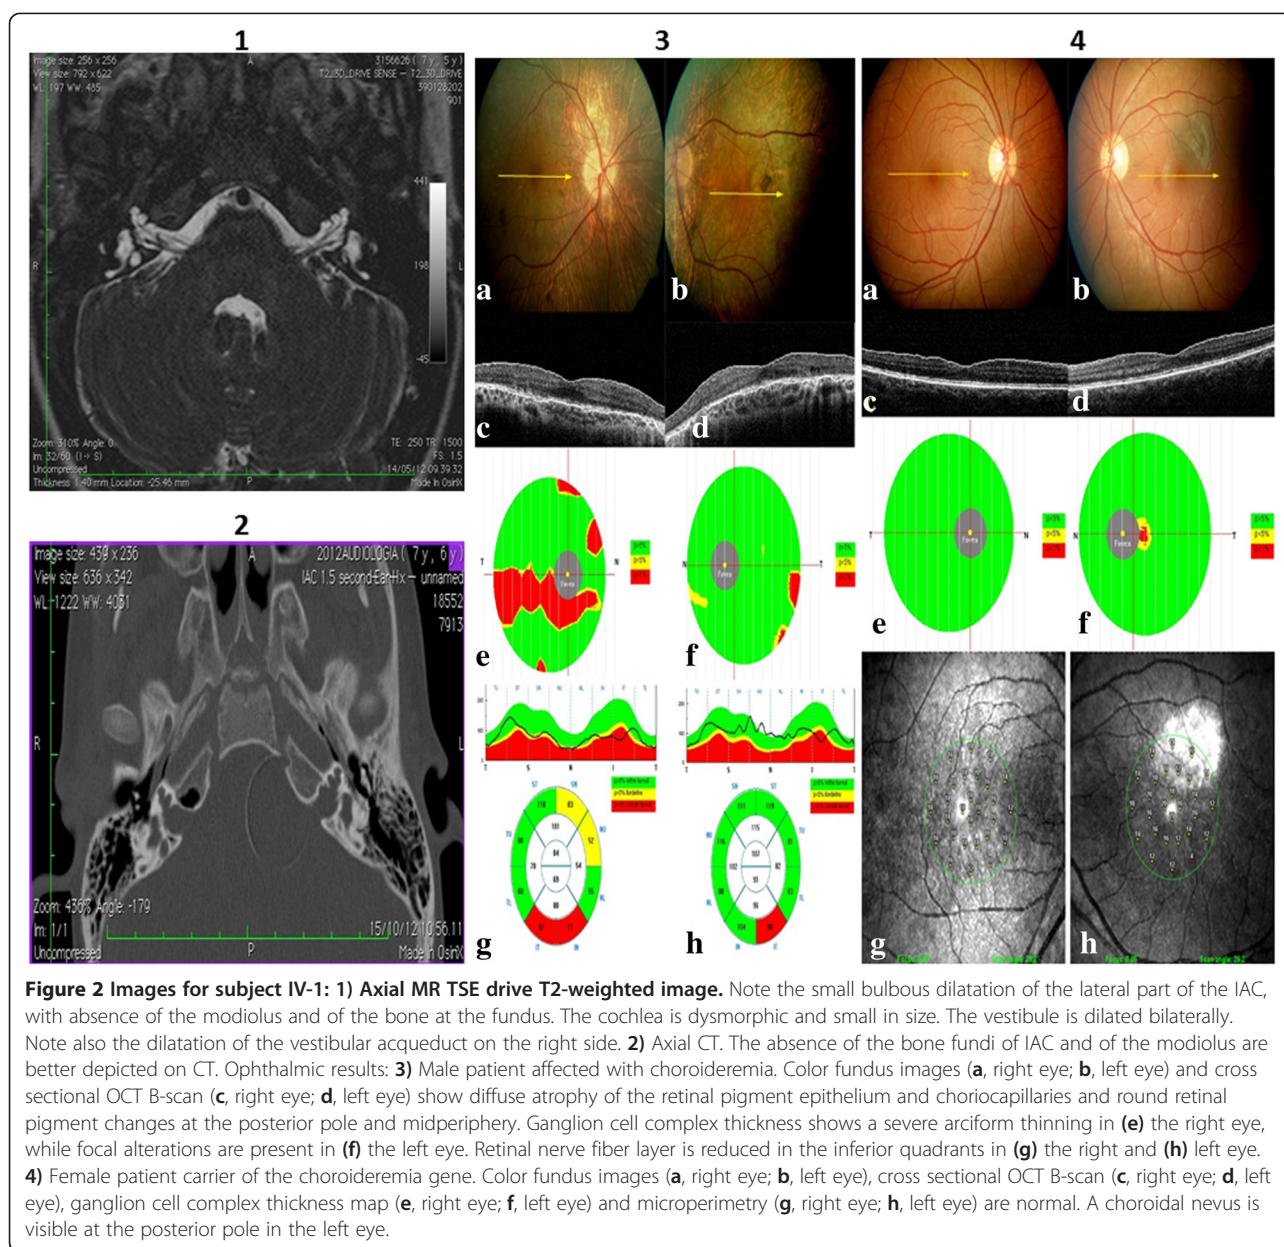 1
Image size: 256 x 256
View size: 792 x 622
WL: 197 WW: 485
A
3156626 ( 7 y , 5 y )
T2_3D_DRIVE SENSE — T2_3D_DRIVE
390128202
901
441
198
-45
R
L
Zoom: 310% Angle: 0
Im: 32/60 (I -> S)
Uncompressed
Thickness: 1.40 mm Location: -25.46 mm
P
TE: 250 TR: 1500
FS: 1.5
14/05/12 09.39.32
Made in OsiriX
2
Image size: 439 x 236
View size: 636 x 342
WL: -1222 WW: 4031
A
2012AUDIOLOGIA ( 7 y , 6 y )
IAC 1.5 second Ear Hx — unnamed
18552
7913
R
L
Zoom: 436% Angle: -179
Im: 1/1
Uncompressed
P
15/10/12 10.56.11
Made in OsiriX
3
a
b
c
d
T
Fovea
N
T
e
f
T S N I T
T S N I T
g
h
4
a
b
c
d
T
Fovea
N
Fovea
T
e
f
g
h
Figure 2 Images for subject IV-1: 1) Axial MR TSE drive T2-weighted image. Note the small bulbous dilatation of the lateral part of the IAC,
with absence of the modiolus and of the bone at the fundus. The cochlea is dysmorphic and small in size. The vestibule is dilated bilaterally.
Note also the dilatation of the vestibular acqueduct on the right side. 2) Axial CT. The absence of the bone fundi of IAC and of the modiolus are
better depicted on CT. Ophthalmic results: 3) Male patient affected with choroideremia. Color fundus images (a, right eye; b, left eye) and cross
sectional OCT B-scan (c, right eye; d, left eye) show diffuse atrophy of the retinal pigment epithelium and choriocapillaries and round retinal
pigment changes at the posterior pole and midperiphery. Ganglion cell complex thickness shows a severe arciform thinning in (e) the right eye,
while focal alterations are present in (f) the left eye. Retinal nerve fiber layer is reduced in the inferior quadrants in (g) the right and (h) left eye.
4) Female patient carrier of the choroideremia gene. Color fundus images (a, right eye; b, left eye), cross sectional OCT B-scan (c, right eye; d, left
eye), ganglion cell complex thickness map (e, right eye; f, left eye) and microperimetry (g, right eye; h, left eye) are normal. A choroidal nevus is
visible at the posterior pole in the left eye.